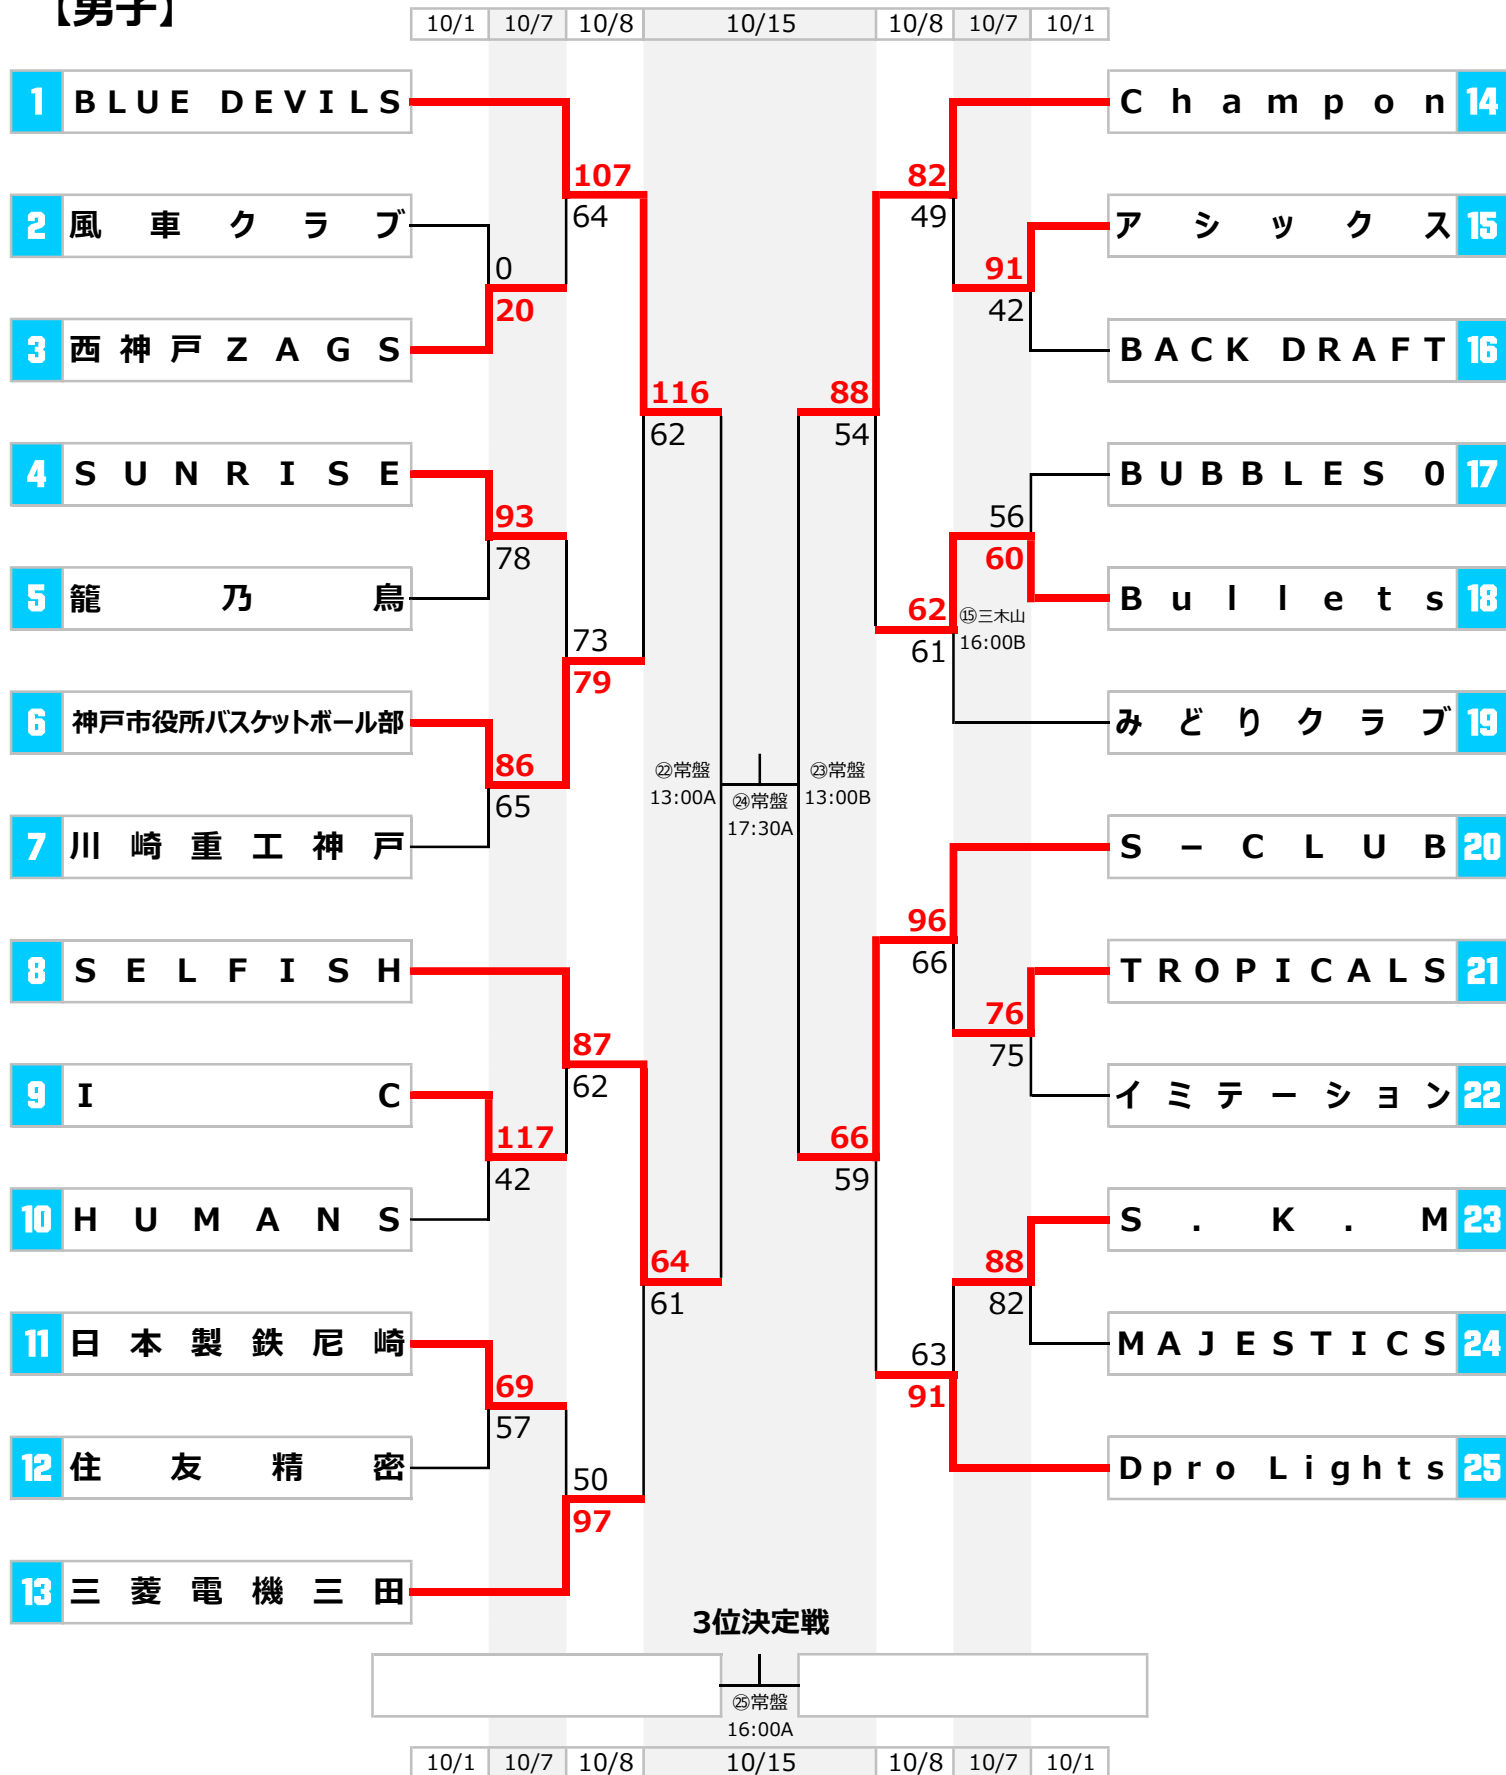 【男子】
10/1 10/7 10/8 10/15 10/8 10/7 10/1
1 BLUE DEVILS
Champon 14
107
64
82
49
2 風車クラブ
アシックス 15
0
20
91
42
3 西神戸ZAGS
BACK DRAFT 16
116
62
88
54
4 SUNRISE
BUBBLES 0 17
93
78
56
60
5 籠乃鳥
Bullets 18
73
79
62
61
⑮三木山
16:00B
6 神戸市役所バスケットボール部
みどりクラブ 19
86
65
㉒常盤
13:00A
㉔常盤
17:30A
㉓常盤
13:00B
7 川崎重工神戸
S－CLUB 20
96
66
8 SELFISH
TROPICALS 21
87
62
76
75
9 IC
イミテーション 22
117
42
66
59
10 HUMANS
S.K.M 23
64
61
88
82
11 日本製鉄尼崎
MAJESTICS 24
69
57
63
91
12 住友精密
Dpro Lights 25
50
97
13 三菱電機三田
3位決定戦
㉕常盤
16:00A
10/1 10/7 10/8 10/15 10/8 10/7 10/1